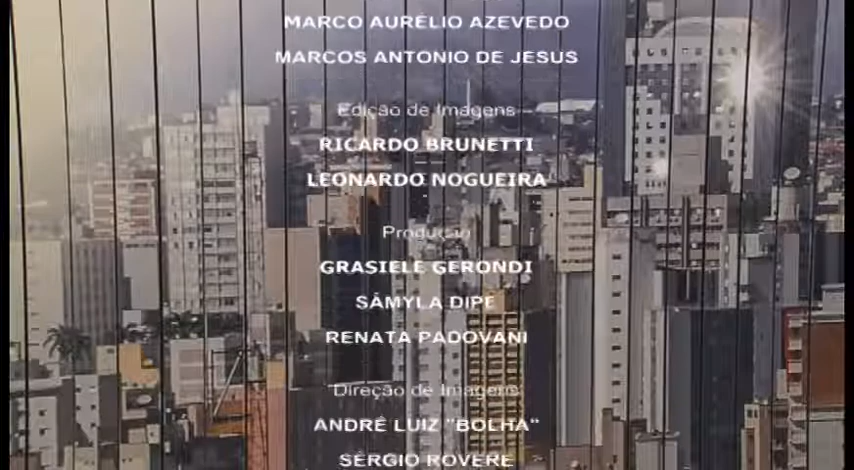 MARCO AURÉLIO AZEVEDO
MARCOS ANTONIO DE JESUS
Edição de Imagens
RICARDO BRUNETTI
LEONARDO NOGUEIRA
Produção
GRASIELE GERONDI
SÂMYLA DIPE
RENATA PADOVANI
Direção de Imagens
ANDRÉ LUIZ "BOLHA"
SÉRGIO ROVERE